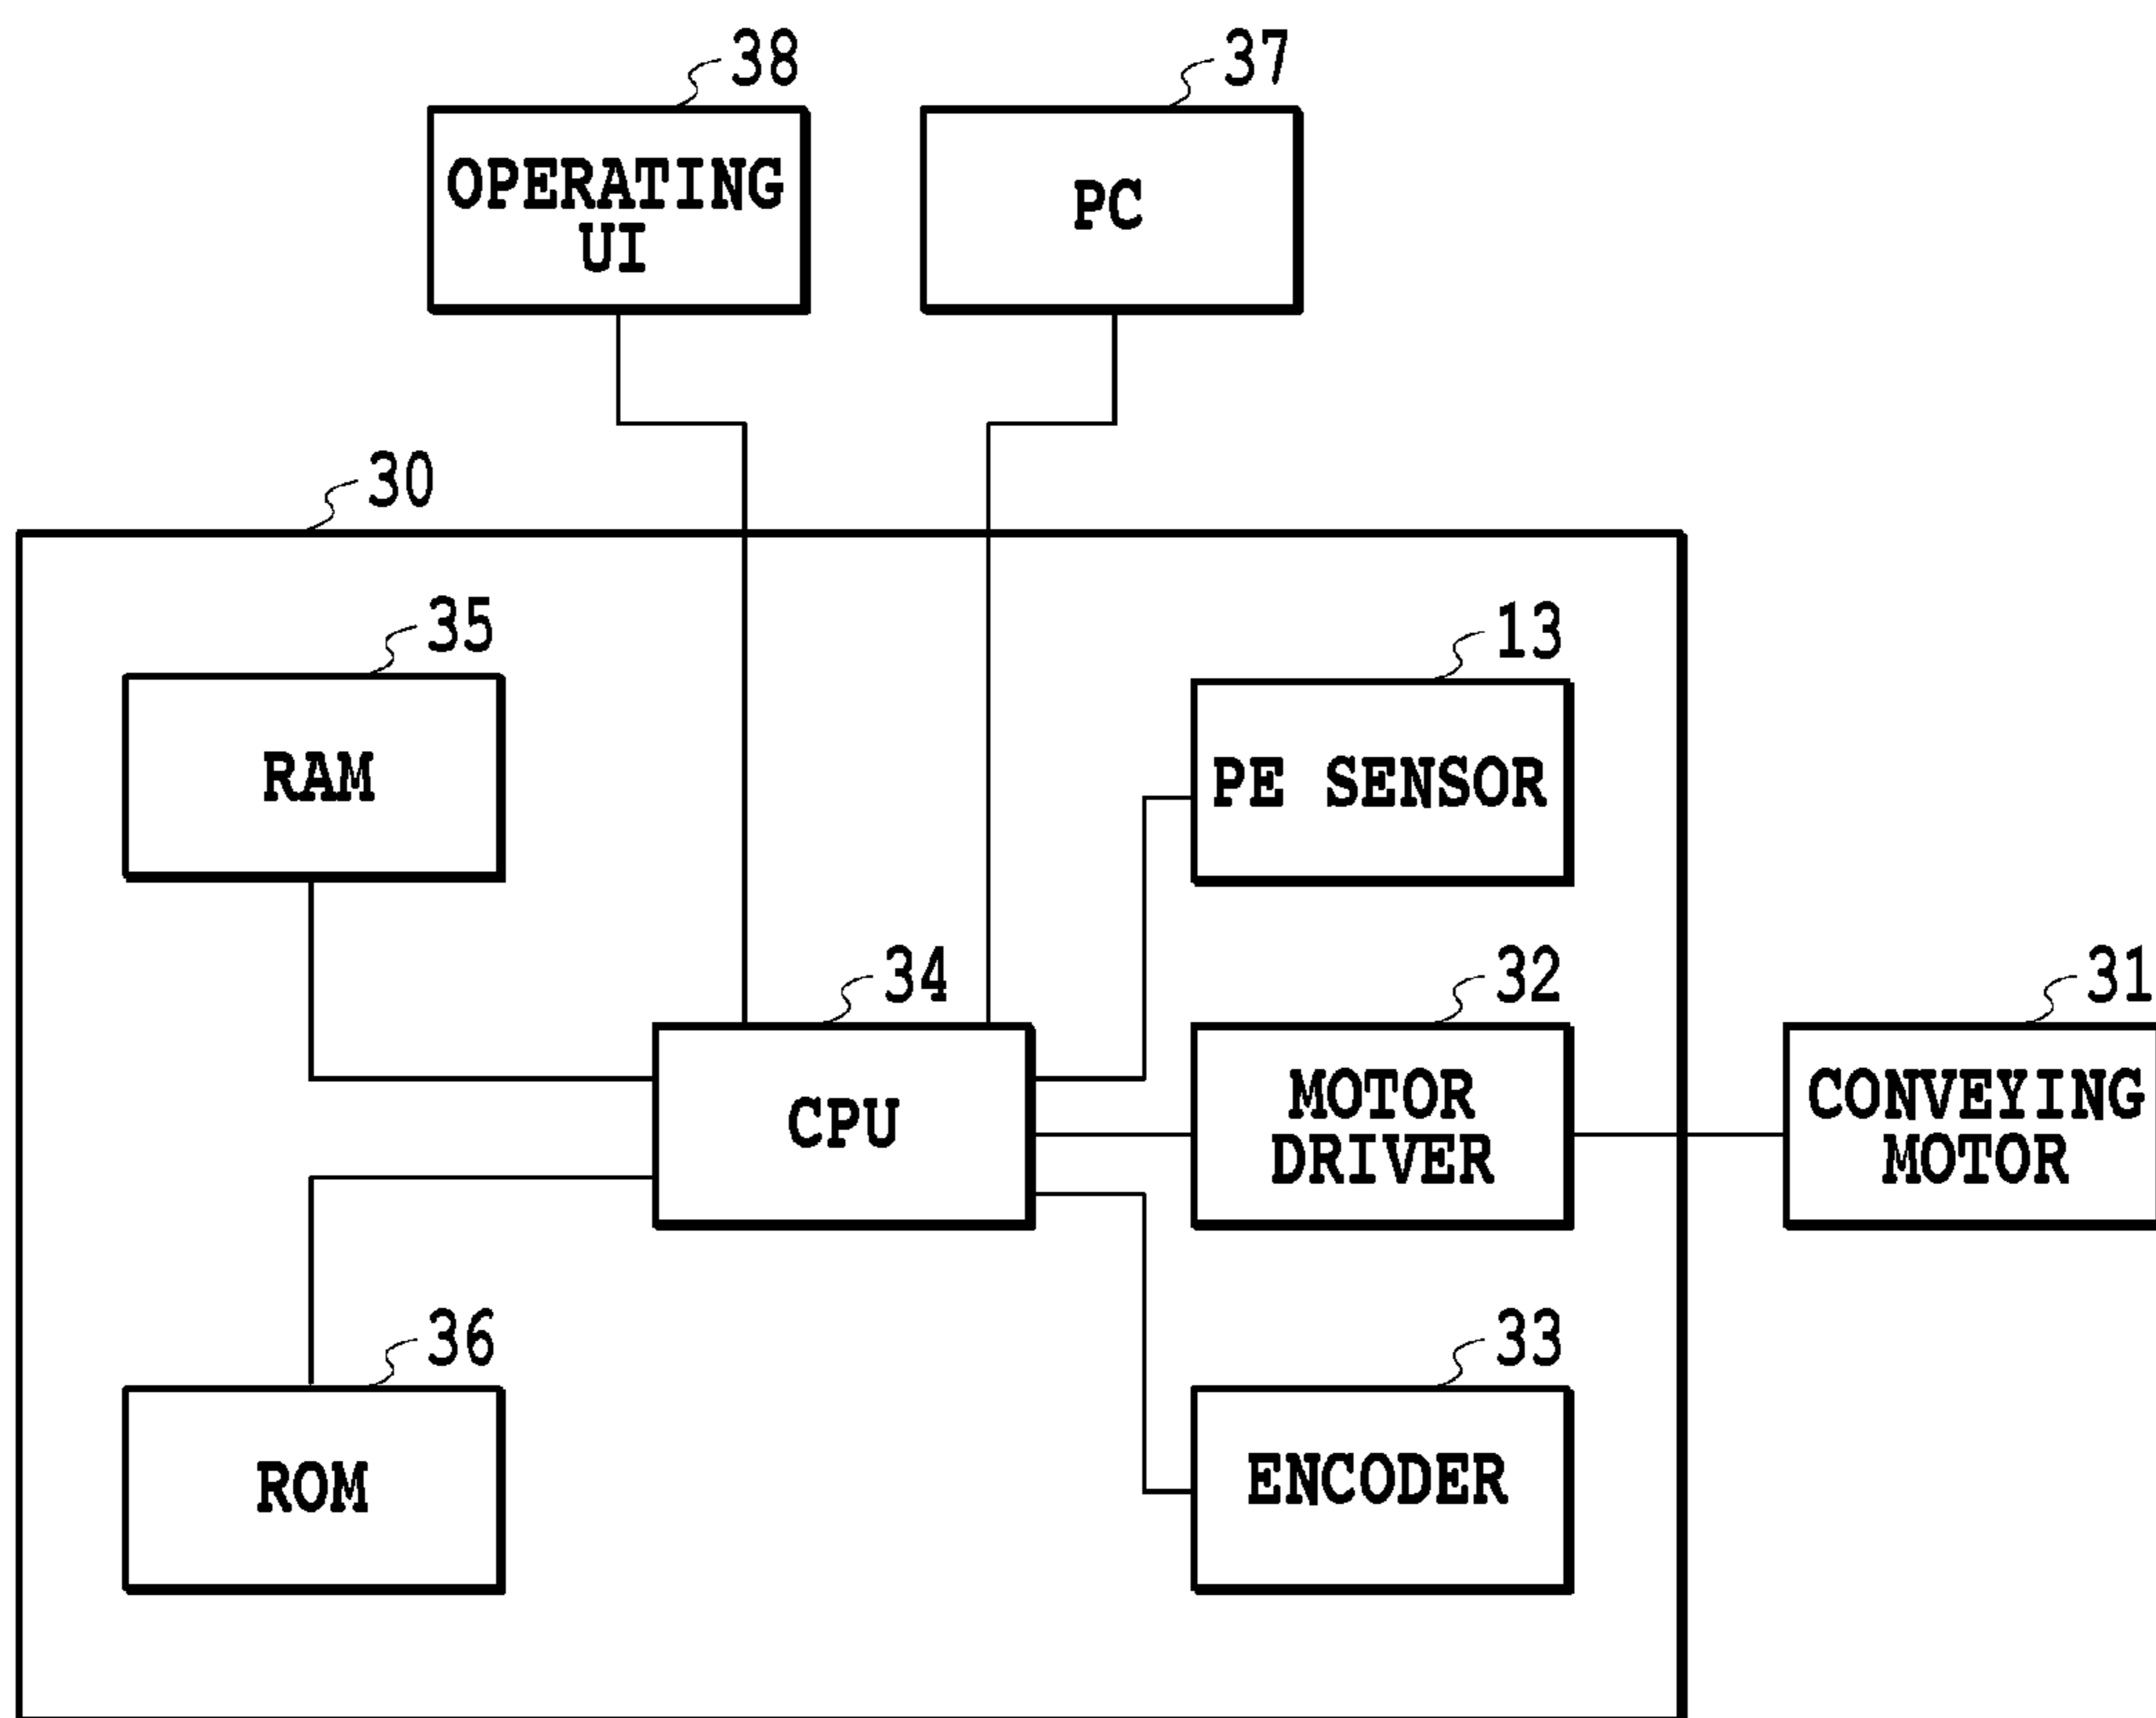 38
37
OPERATING
UI
PC
30
35
13
RAM
PE SENSOR
34
32
31
CPU
MOTOR
DRIVER
CONVEYING
MOTOR
36
33
ROM
ENCODER